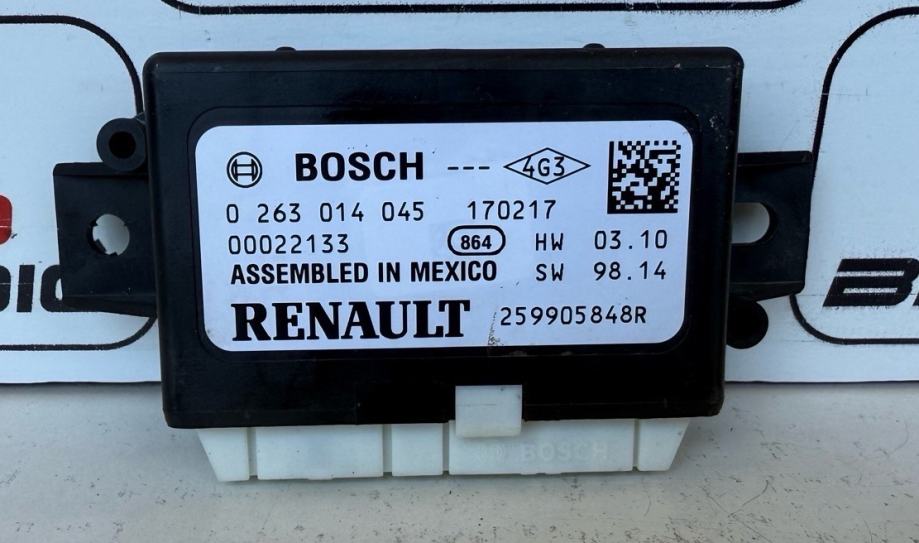 BOSCH --- 4G3
0 263 014 045 170217
00022133 864 HW 03.10
ASSEMBLED IN MEXICO SW 98.14
RENAULT 259905848R
BOSCH